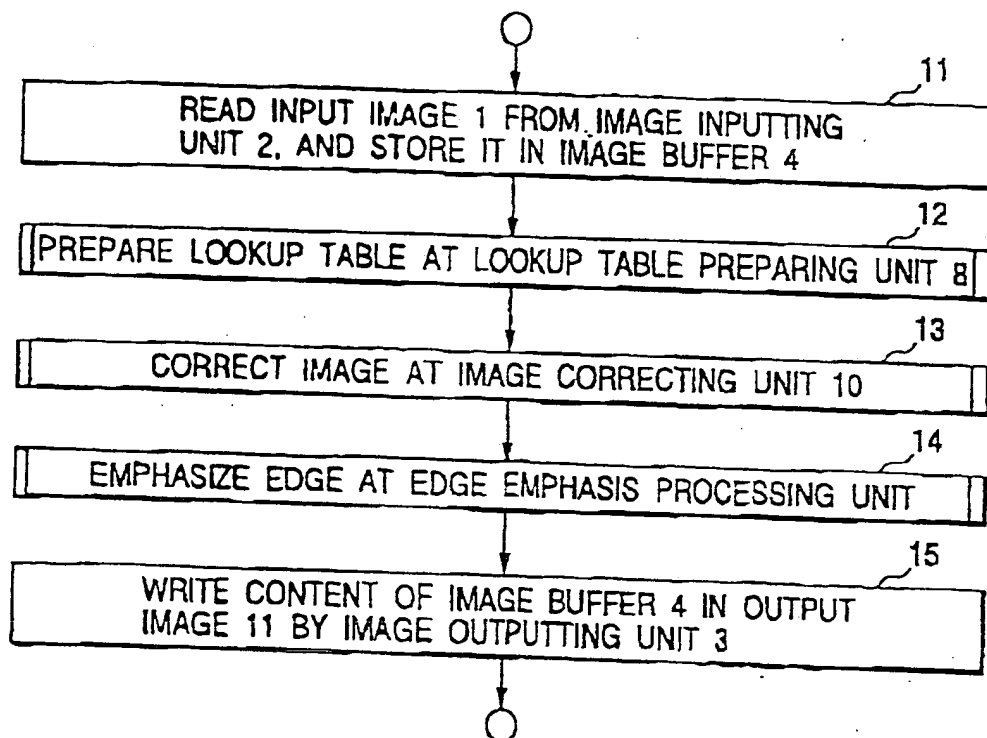 11
READ INPUT IMAGE 1 FROM IMAGE INPUTTING
UNIT 2, AND STORE IT IN IMAGE BUFFER 4
12
PREPARE LOOKUP TABLE AT LOOKUP TABLE PREPARING UNIT 8
13
CORRECT IMAGE AT IMAGE CORRECTING UNIT 10
14
EMPHASIZE EDGE AT EDGE EMPHASIS PROCESSING UNIT
15
WRITE CONTENT OF IMAGE BUFFER 4 IN OUTPUT
IMAGE 11 BY IMAGE OUTPUTTING UNIT 3